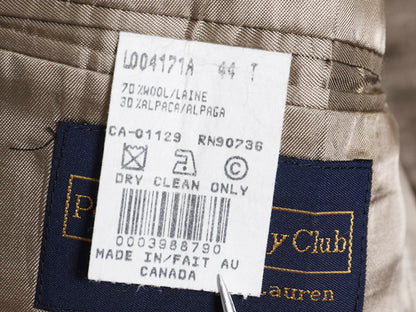 LOO4171A 44 T
70%WOOL/LAINE
30%ALPACA/ALPAGA
CA-01129 RN90736
C
DRY CLEAN ONLY
0003988790
MADE IN/FAIT AU
CANADA
P y Club
Lauren